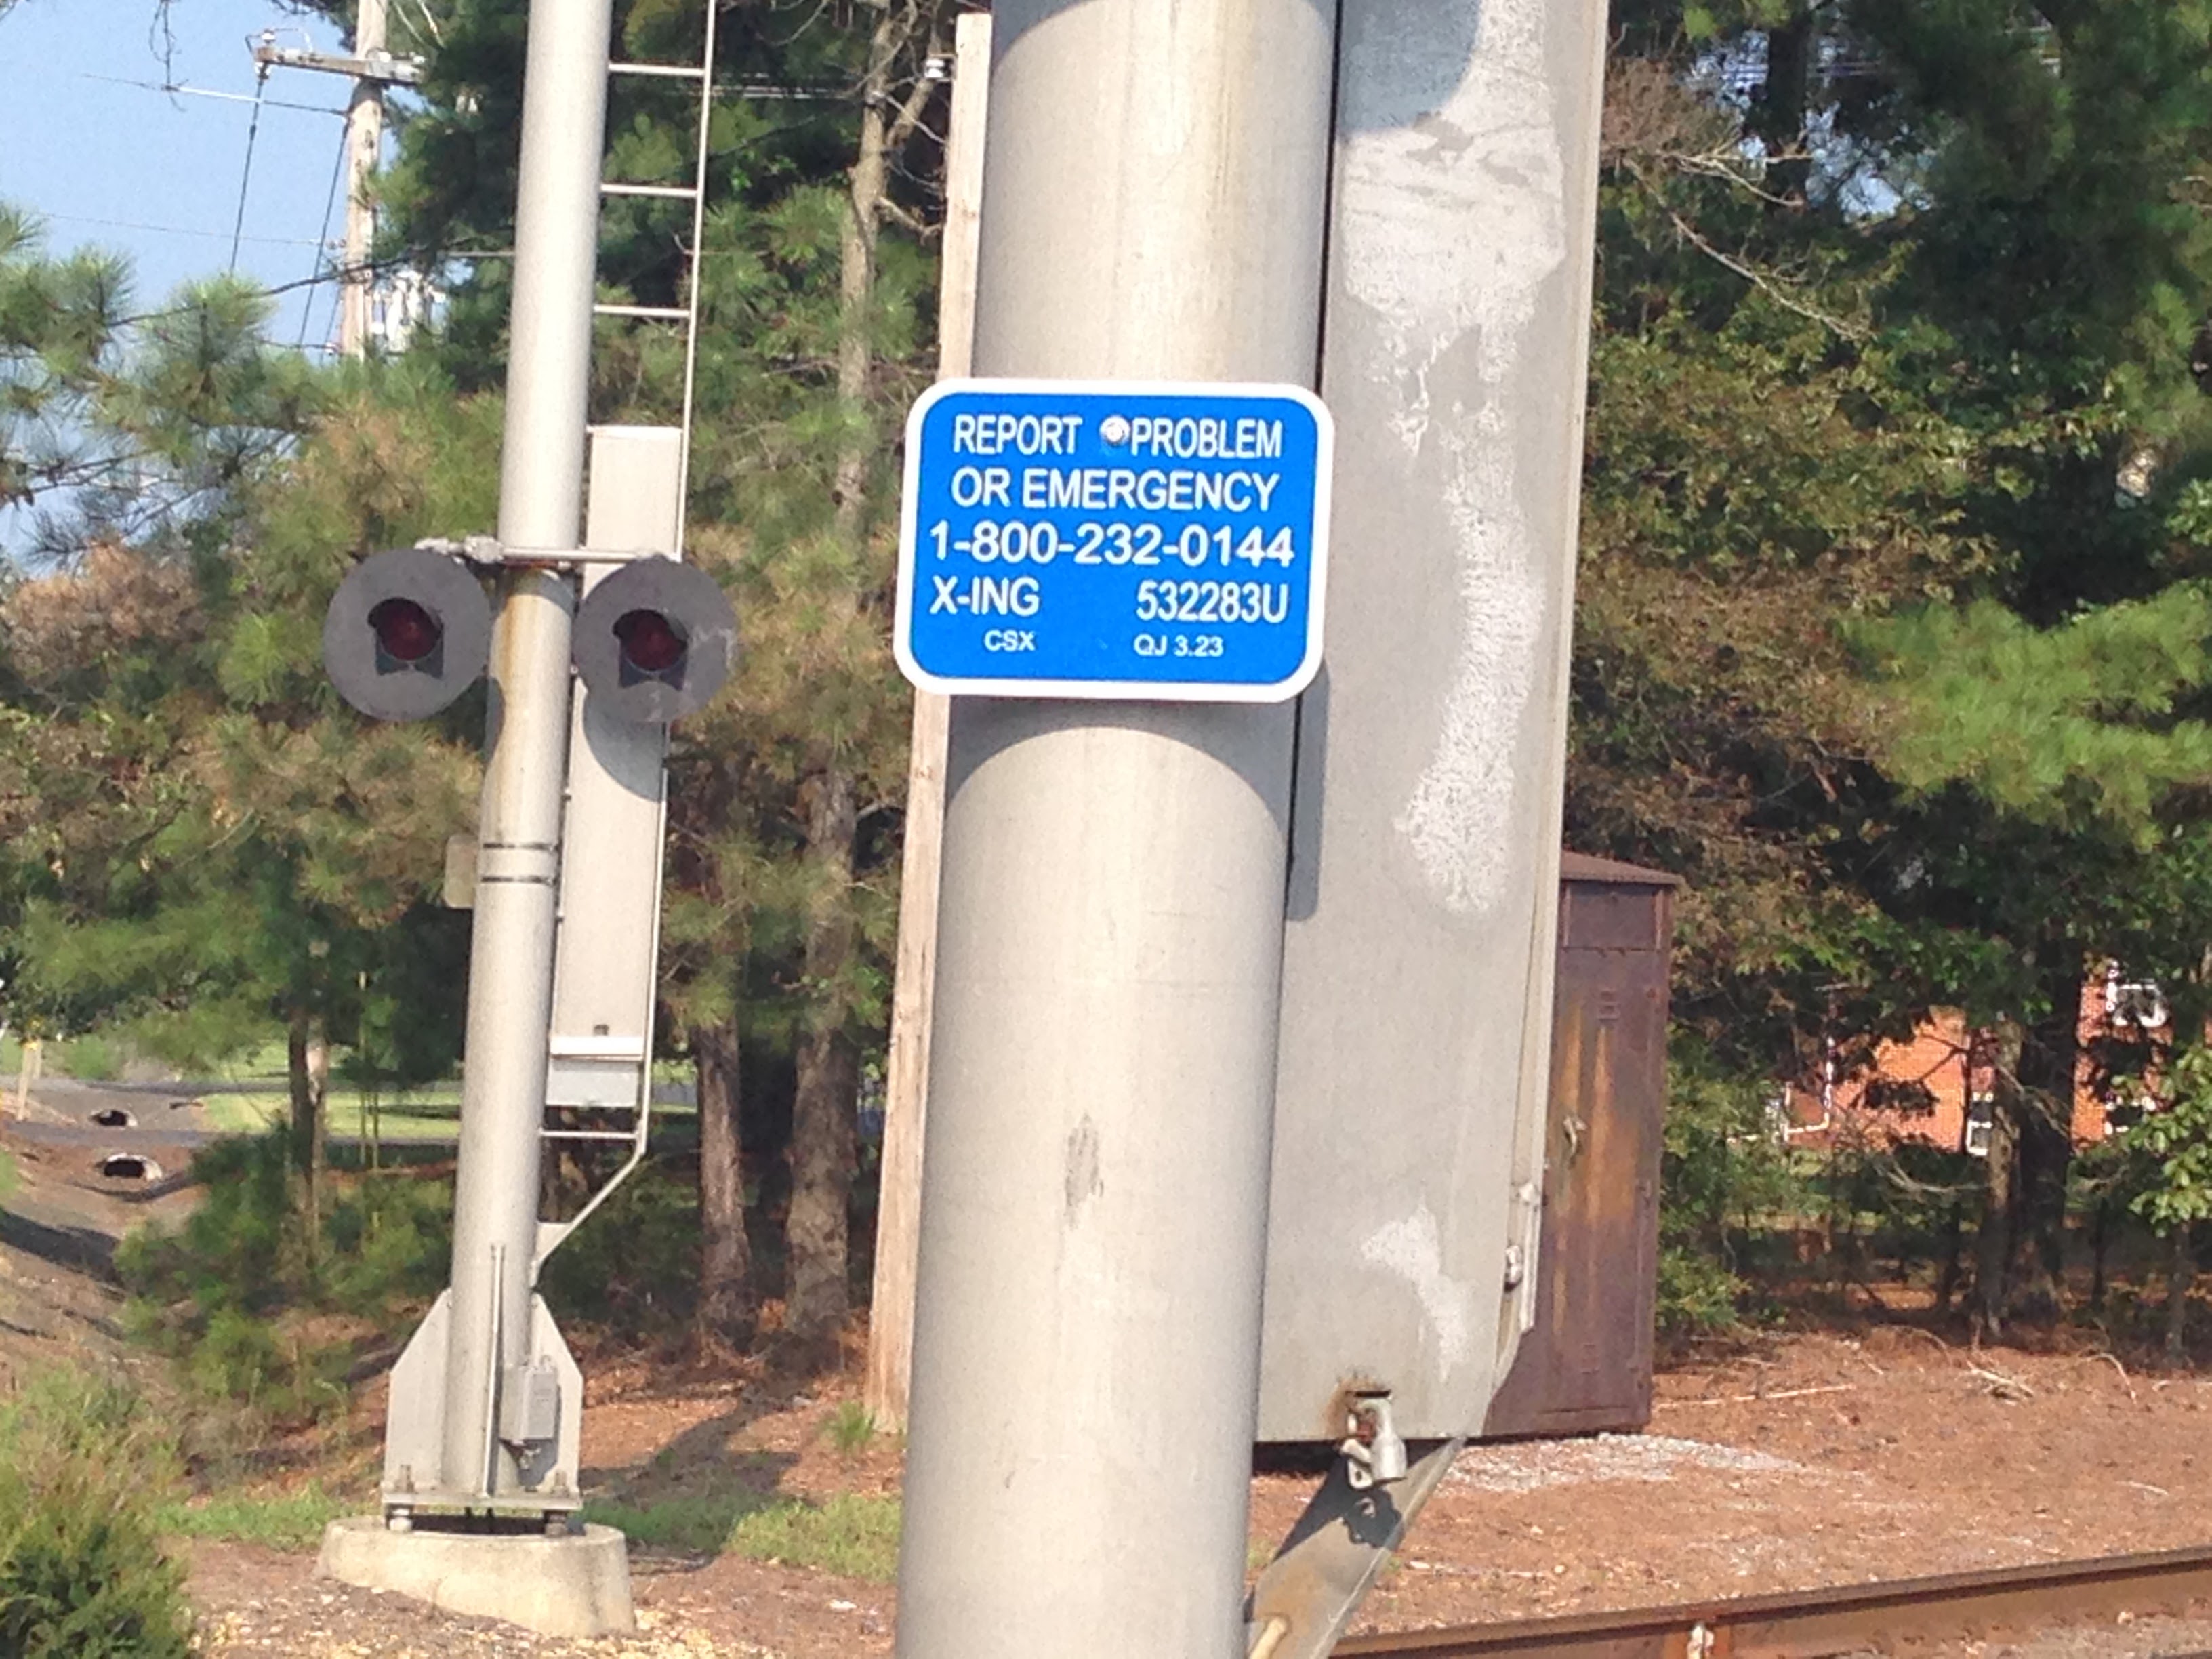 REPORT PROBLEM
OR EMERGENCY
1-800-232-0144
X-ING 532283U
CSX QJ 3.23